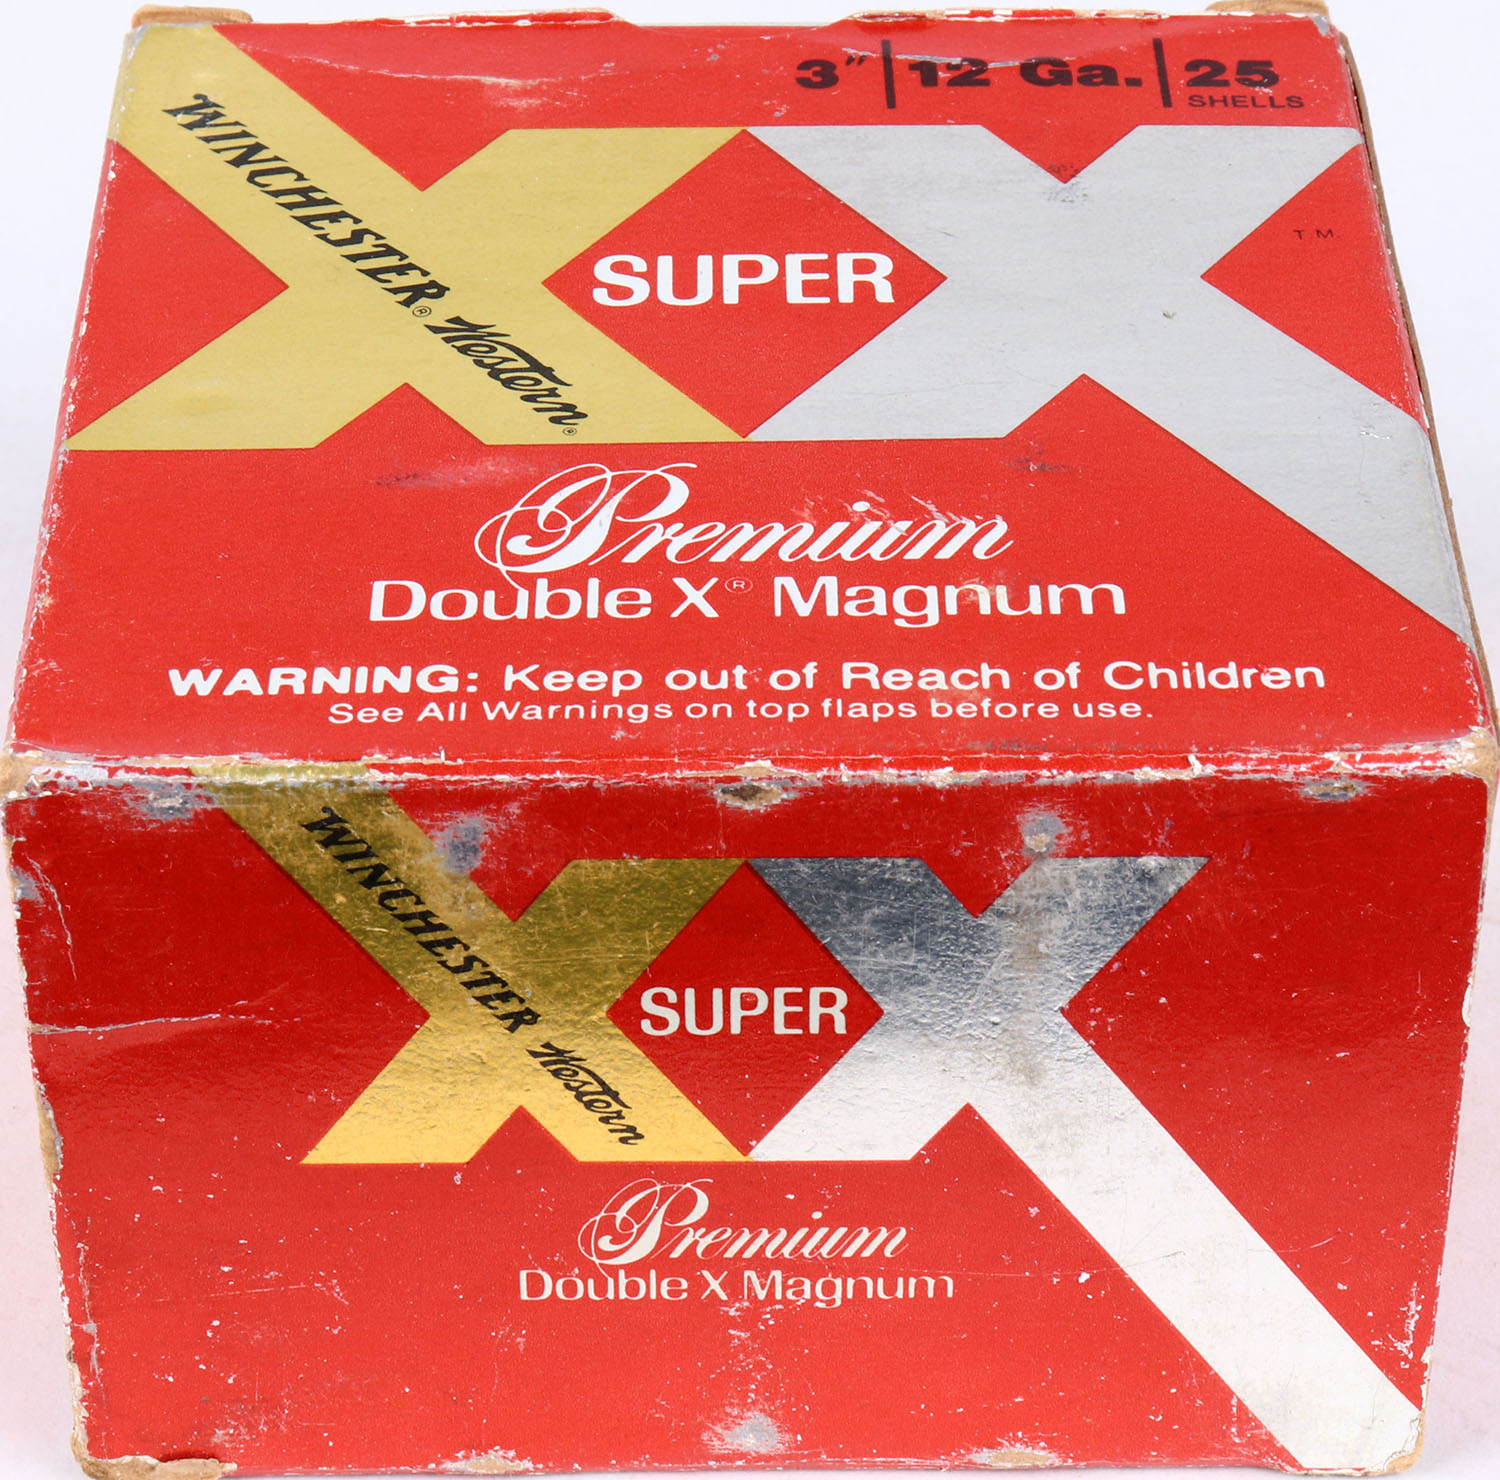 3" | 12 Ga. | 25
SHELLS
WINCHESTER® Western®
SUPER
T.M.
Premium
Double X® Magnum
WARNING: Keep out of Reach of Children
See All Warnings on top flaps before use.
WINCHESTER Western
SUPER
Premium
Double X Magnum